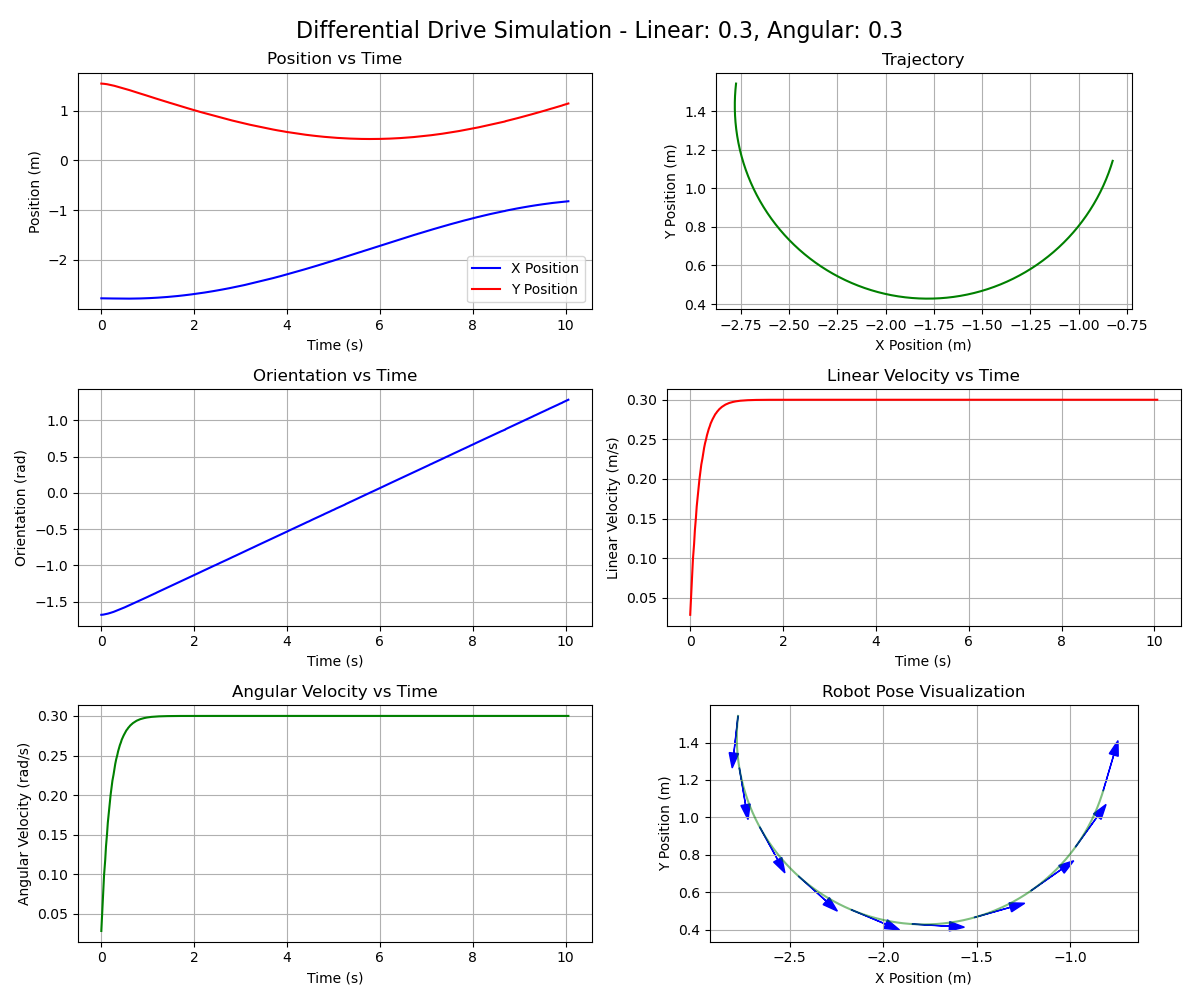 Differential Drive Simulation - Linear: 0.3, Angular: 0.3
Position vs Time
Position (m)
1
0
−1
−2
X Position
Y Position
0 2 4 6 8 10
Time (s)
Trajectory
Y Position (m)
1.4
1.2
1.0
0.8
0.6
0.4
−2.75 −2.50 −2.25 −2.00 −1.75 −1.50 −1.25 −1.00 −0.75
X Position (m)
Orientation vs Time
Orientation (rad)
1.0
0.5
0.0
−0.5
−1.0
−1.5
0 2 4 6 8 10
Time (s)
Linear Velocity vs Time
Linear Velocity (m/s)
0.30
0.25
0.20
0.15
0.10
0.05
0 2 4 6 8 10
Time (s)
Angular Velocity vs Time
Angular Velocity (rad/s)
0.30
0.25
0.20
0.15
0.10
0.05
0 2 4 6 8 10
Time (s)
Robot Pose Visualization
Y Position (m)
1.4
1.2
1.0
0.8
0.6
0.4
−2.5 −2.0 −1.5 −1.0
X Position (m)